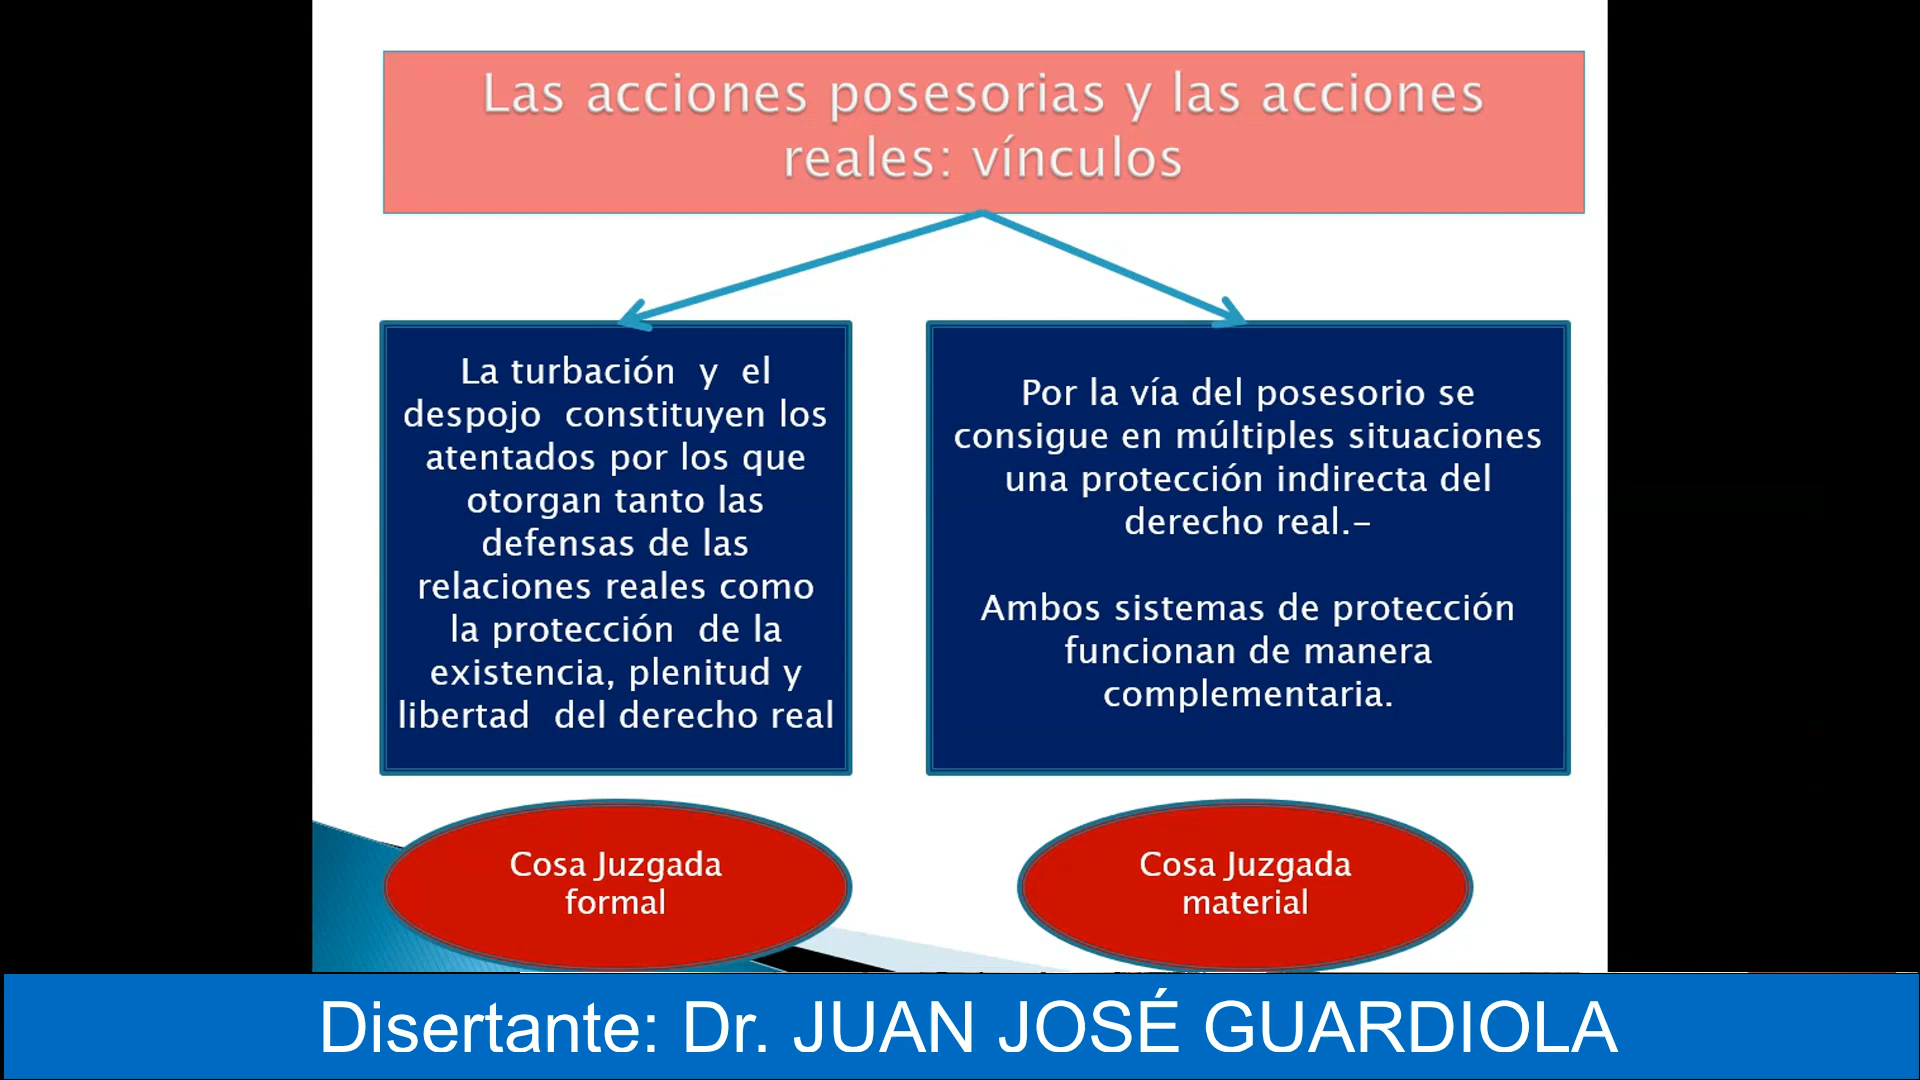 Las acciones posesorias y las acciones
reales: vínculos
La turbación y el
despojo constituyen los
atentados por los que
otorgan tanto las
defensas de las
relaciones reales como
la protección de la
existencia, plenitud y
libertad del derecho real
Por la vía del posesorio se
consigue en múltiples situaciones
una protección indirecta del
derecho real.-
Ambos sistemas de protección
funcionan de manera
complementaria.
Cosa Juzgada
formal
Cosa Juzgada
material
Disertante: Dr. JUAN JOSÉ GUARDIOLA